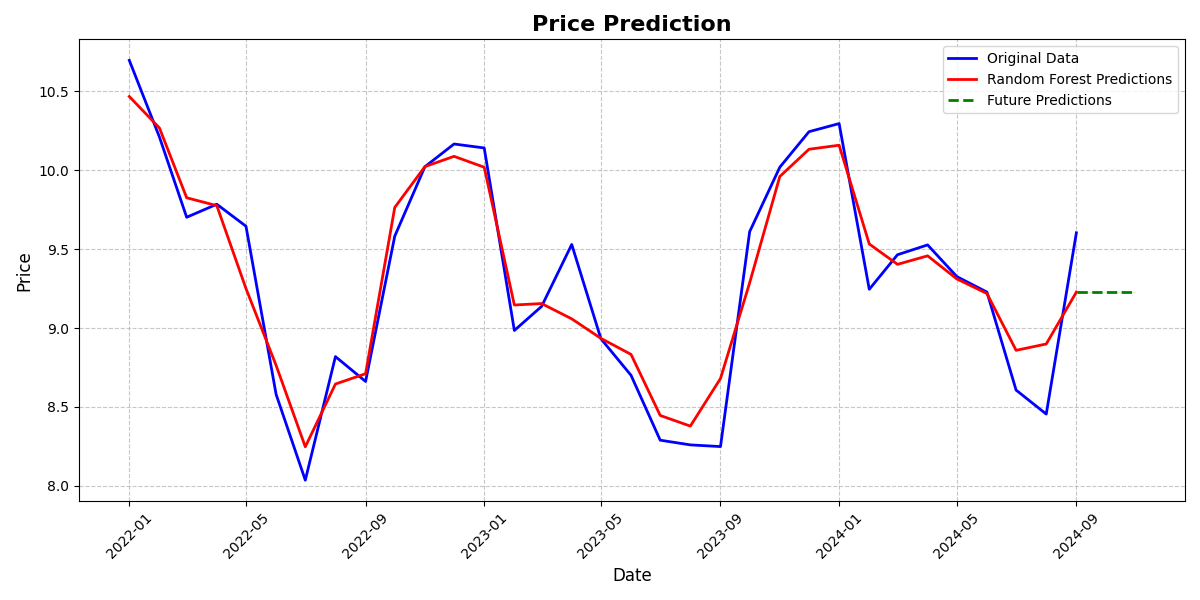 Price Prediction
Original Data
Random Forest Predictions
Future Predictions
Price
10.5
10.0
9.5
9.0
8.5
8.0
2022-01
2022-05
2022-09
2023-01
2023-05
2023-09
2024-01
2024-05
2024-09
Date